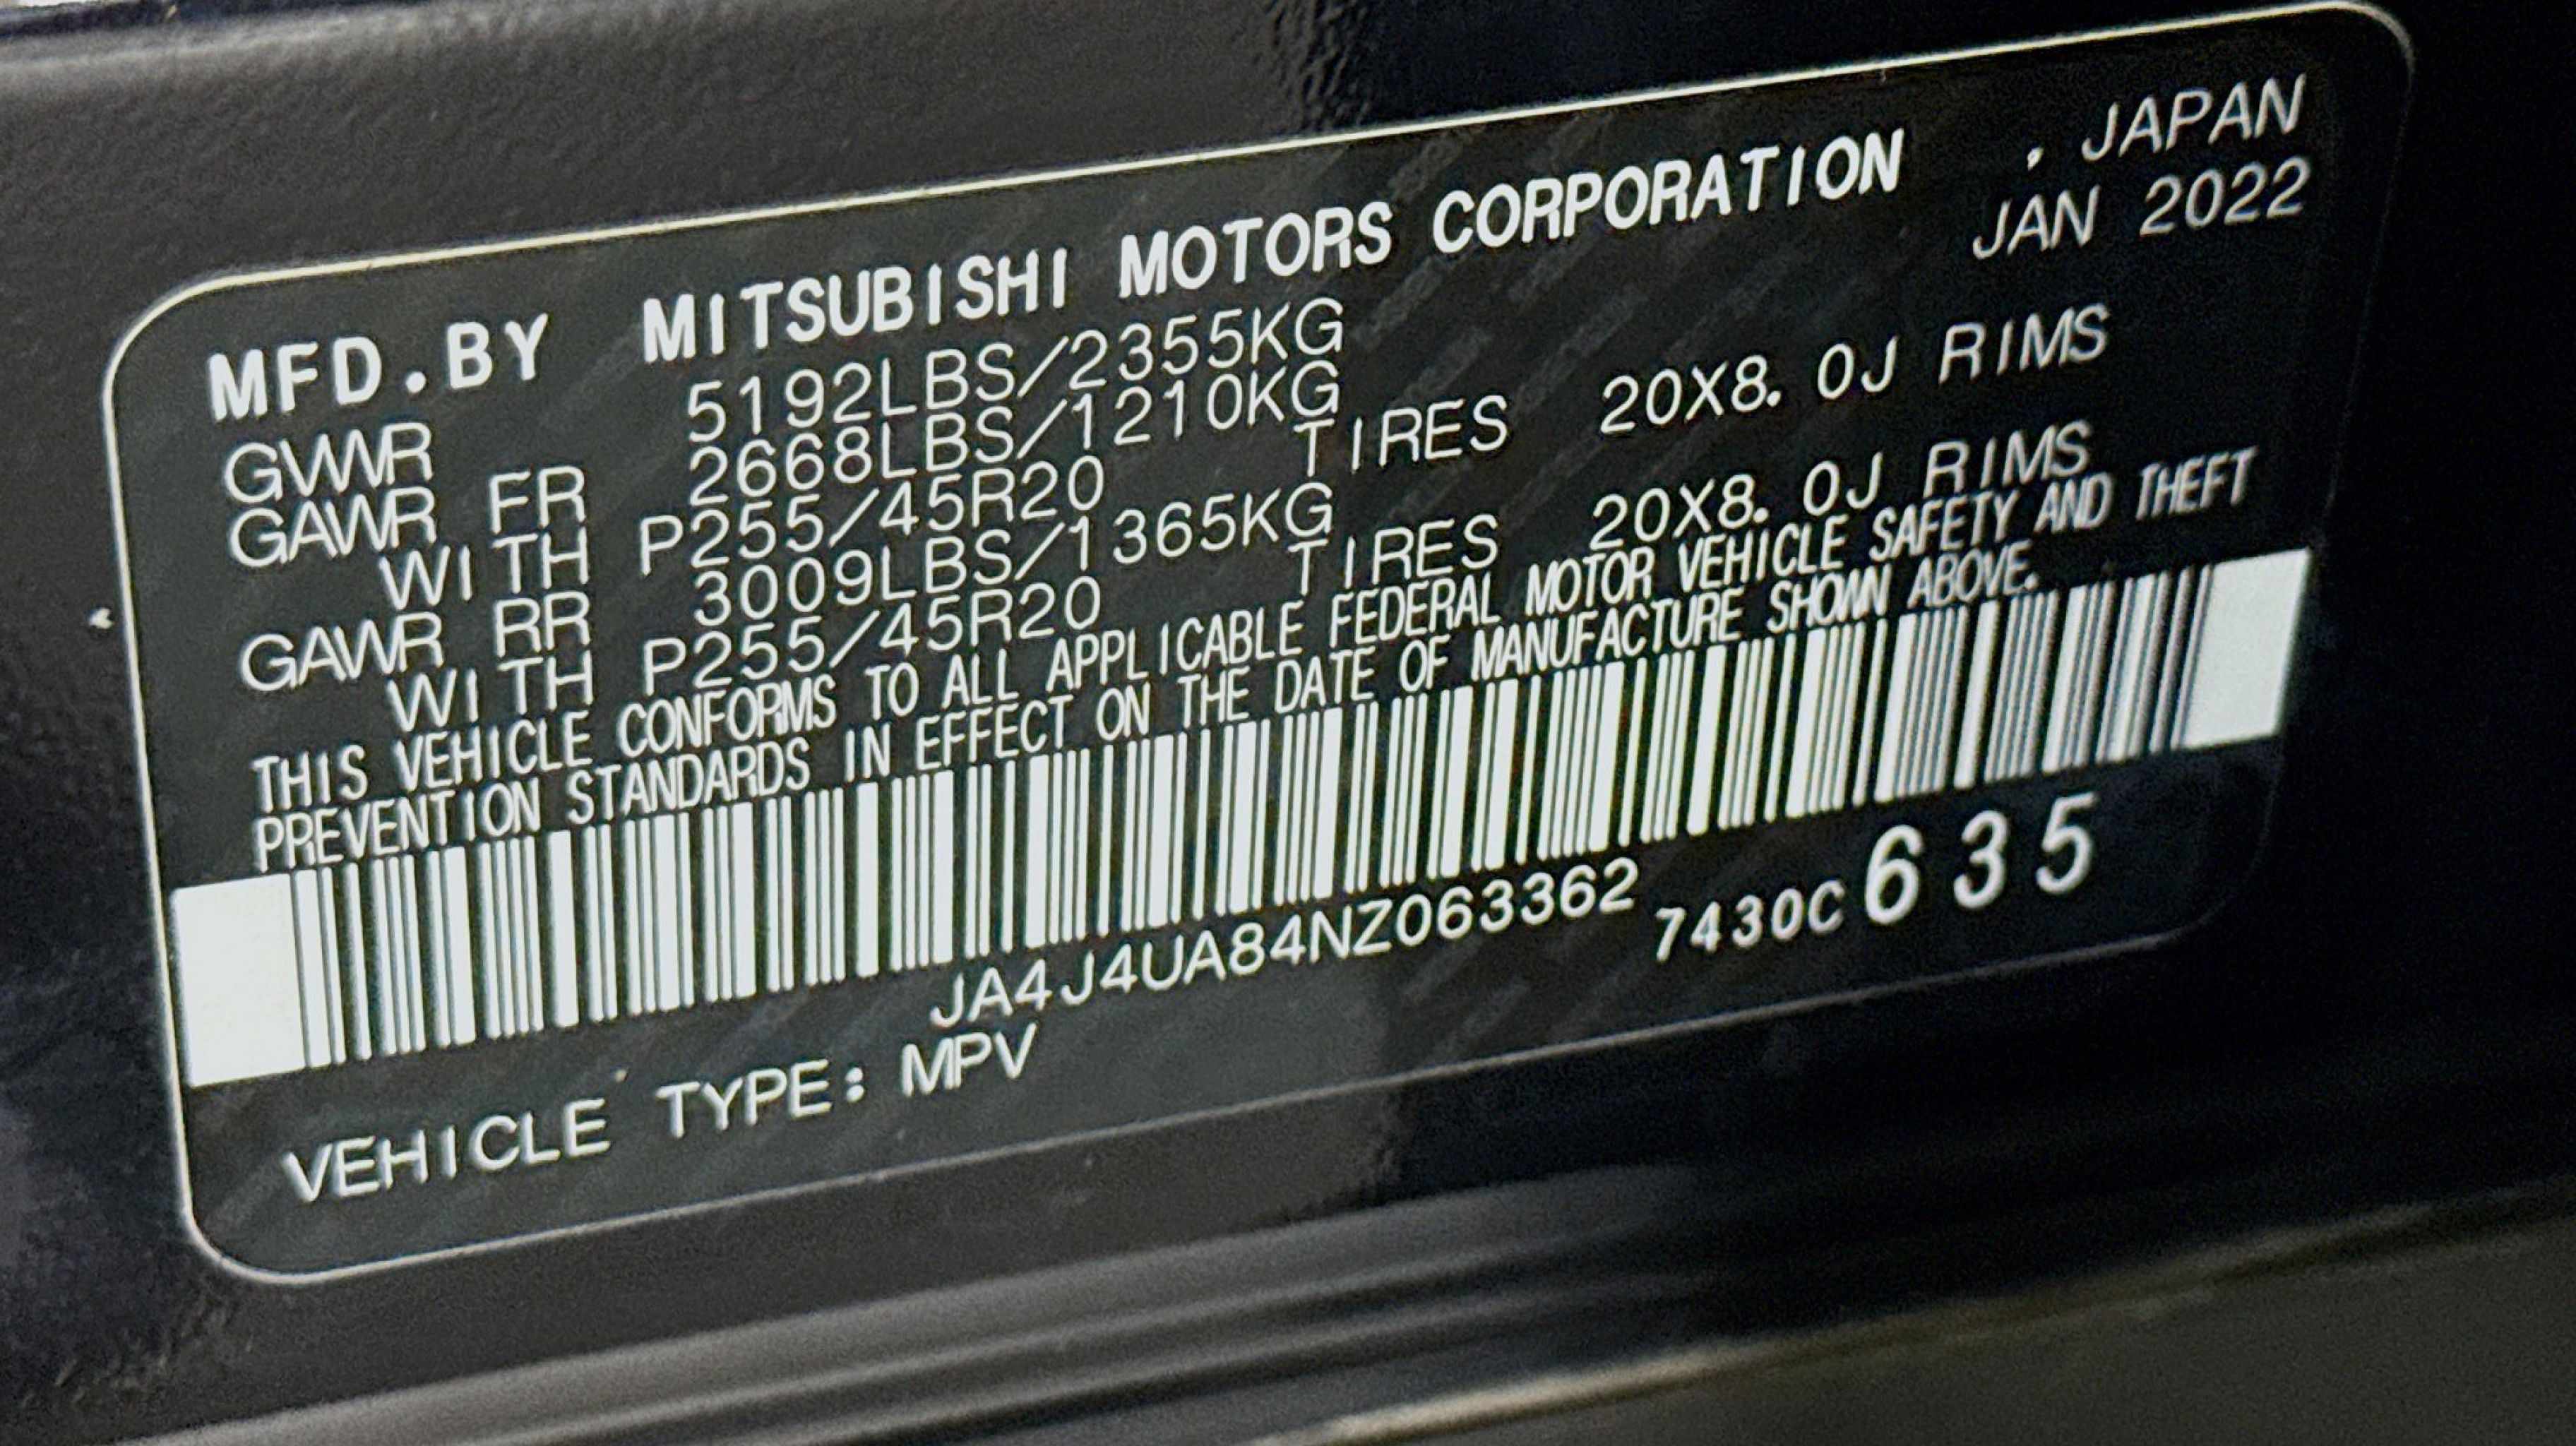 MFD.BY MITSUBISHI MOTORS CORPORATION , JAPAN
JAN 2022
GVWR 5192LBS/2355KG
GAWR FR 2668LBS/1210KG
WITH P255/45R20 TIRES 20X8.0J RIMS
GAWR RR 3009LBS/1365KG
WITH P255/45R20 TIRES 20X8.0J RIMS
THIS VEHICLE CONFORMS TO ALL APPLICABLE FEDERAL MOTOR VEHICLE SAFETY AND THEFT
PREVENTION STANDARDS IN EFFECT ON THE DATE OF MANUFACTURE SHOWN ABOVE.
JA4J4UA84NZ063362 7430C635
VEHICLE TYPE: MPV